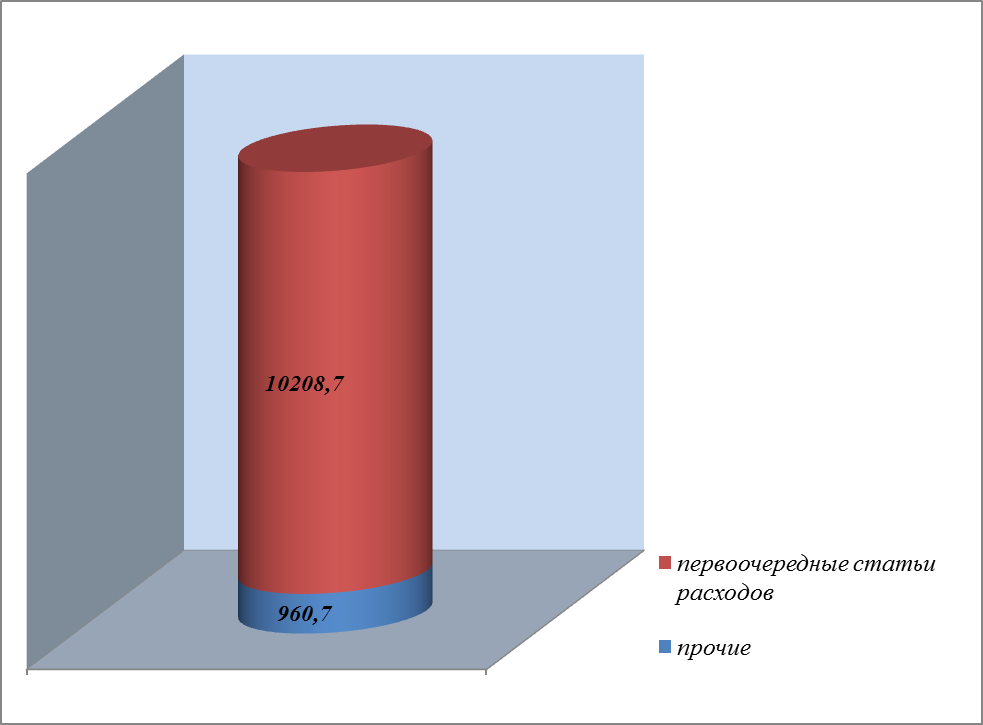 10208,7
960,7
первоочередные статьи
расходов
прочие